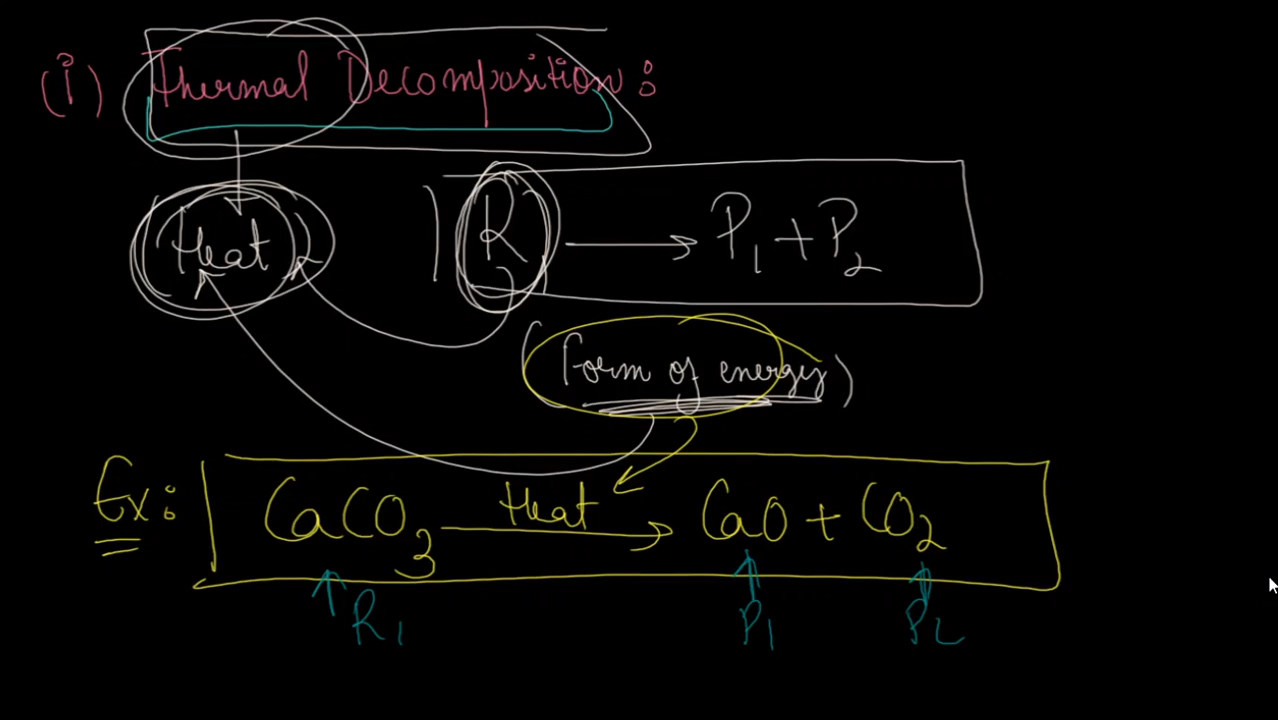 (i) Thermal Decomposition:
Heat R → P1 + P2
(Form of energy)
Ex: CaCO3 Heat → CaO + CO2
R1 P1 P2